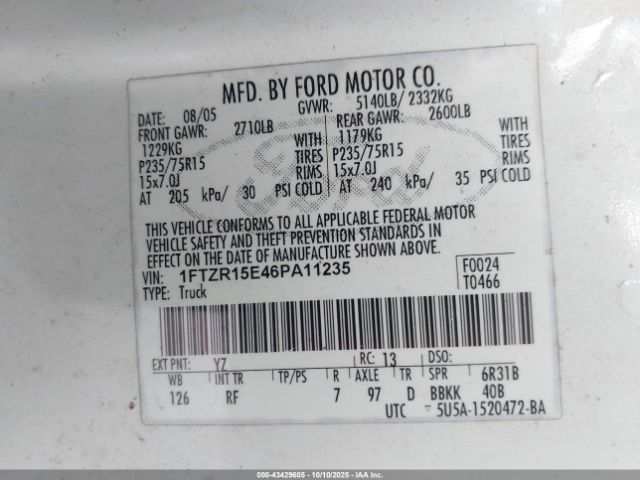 MFD. BY FORD MOTOR CO.
DATE: 08/05 GVWR: 5140LB/ 2332KG
FRONT GAWR: 2710LB REAR GAWR: 2600LB
1229KG WITH 1179KG WITH
P235/75R15 TIRES P235/75R15 TIRES
15x7.0J RIMS 15x7.0J RIMS
AT 205 kPa/ 30 PSI COLD AT 240 kPa/ 35 PSI COLD
THIS VEHICLE CONFORMS TO ALL APPLICABLE FEDERAL MOTOR
VEHICLE SAFETY AND THEFT PREVENTION STANDARDS IN
EFFECT ON THE DATE OF MANUFACTURE SHOWN ABOVE.
VIN: 1FTZR15E46PA11235 F0024
TYPE: Truck T0466
EXT PNT: YZ RC: 13 DSO:
WB INT TR TP/PS R AXLE TR SPR 6R31B
126 RF 7 97 D BBKK 40B
UTC ▽ 5U5A-1520472-BA
Ford
000-43429605 - 10/10/2025 - www.iaai.com